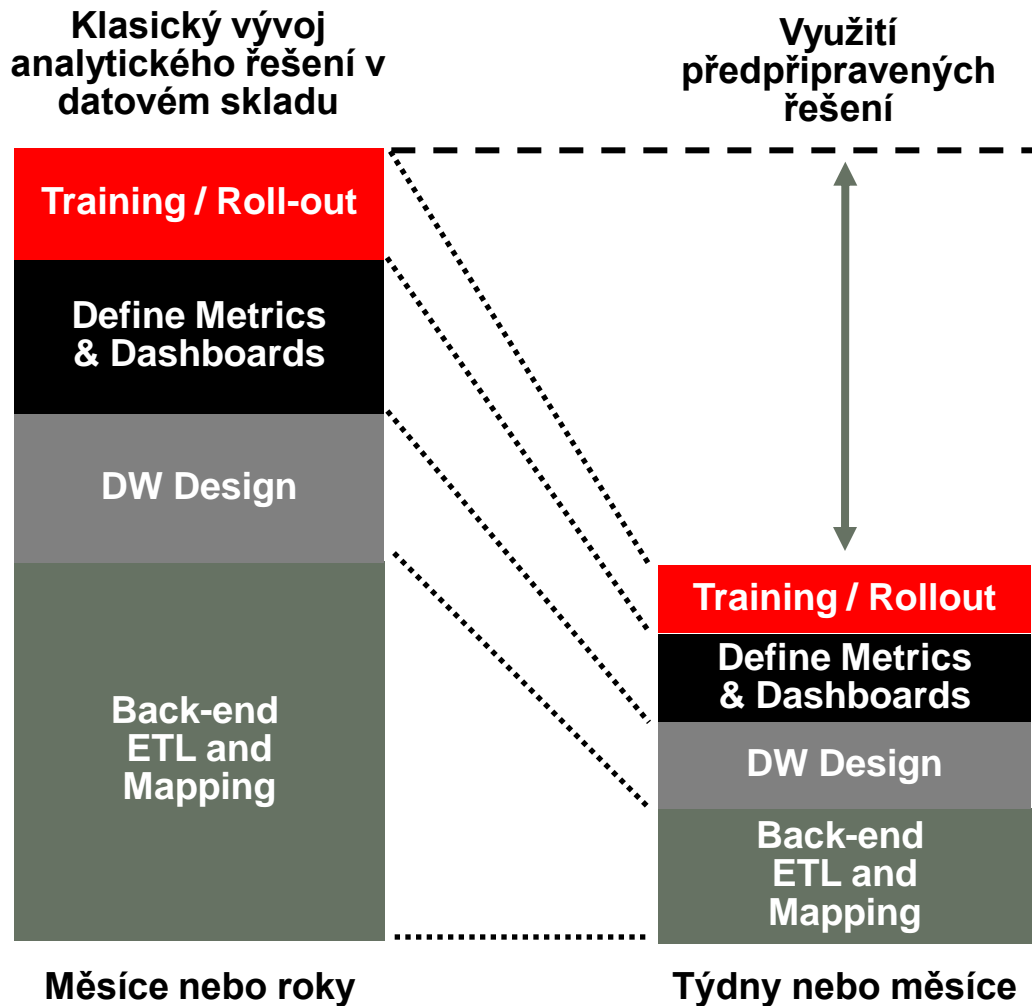 Klasický vývoj
analytického řešení v
datovém skladu
Využití
předpřipravených
řešení
Training / Roll-out
Define Metrics
& Dashboards
DW Design
Back-end
ETL and
Mapping
Training / Rollout
Define Metrics
& Dashboards
DW Design
Back-end
ETL and
Mapping
Měsíce nebo roky
Týdny nebo měsíce